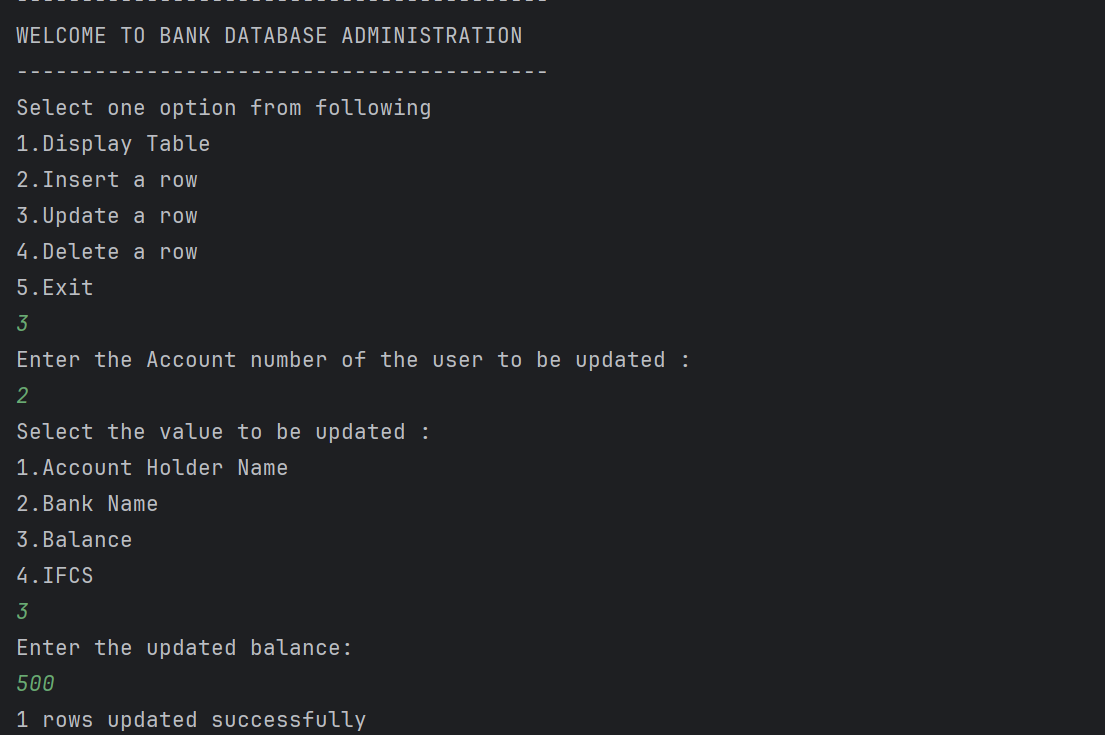 -----------------------------------------
WELCOME TO BANK DATABASE ADMINISTRATION
-----------------------------------------
Select one option from following
1.Display Table
2.Insert a row
3.Update a row
4.Delete a row
5.Exit
3
Enter the Account number of the user to be updated :
2
Select the value to be updated :
1.Account Holder Name
2.Bank Name
3.Balance
4.IFCS
3
Enter the updated balance:
500
1 rows updated successfully